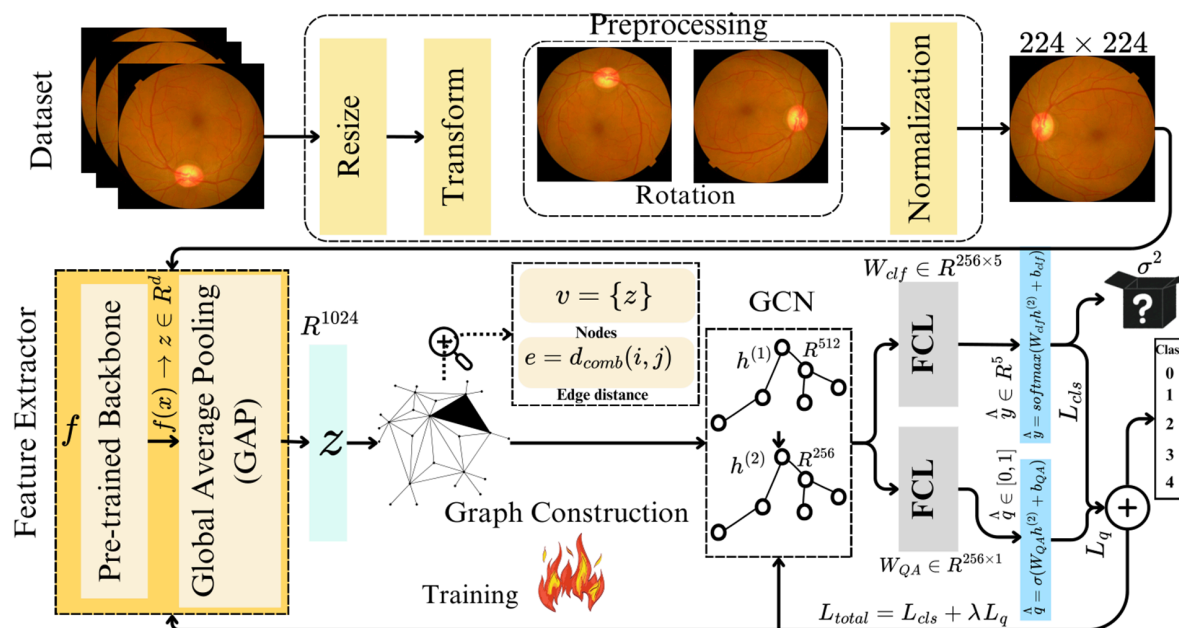 Dataset
Preprocessing
Resize
Transform
Rotation
Normalization
224 × 224
Feature Extractor
f
Pre-trained Backbone
f(x) → z ∈ R^d
Global Average Pooling
(GAP)
R^1024
z
v = {z}
Nodes
e = d_comb(i, j)
Edge distance
Graph Construction
Training
GCN
h^(1)
R^512
h^(2)
R^256
W_clf ∈ R^256×5
FCL
ŷ ∈ R^5
ŷ = softmax(W_clf h^(2) + b_clf)
L_cls
σ^2
?
Clas
0
1
2
3
4
FCL
W_QA ∈ R^256×1
q̂ ∈ [0, 1]
q̂ = σ(W_QA h^(2) + b_QA)
L_q
+
L_total = L_cls + λL_q